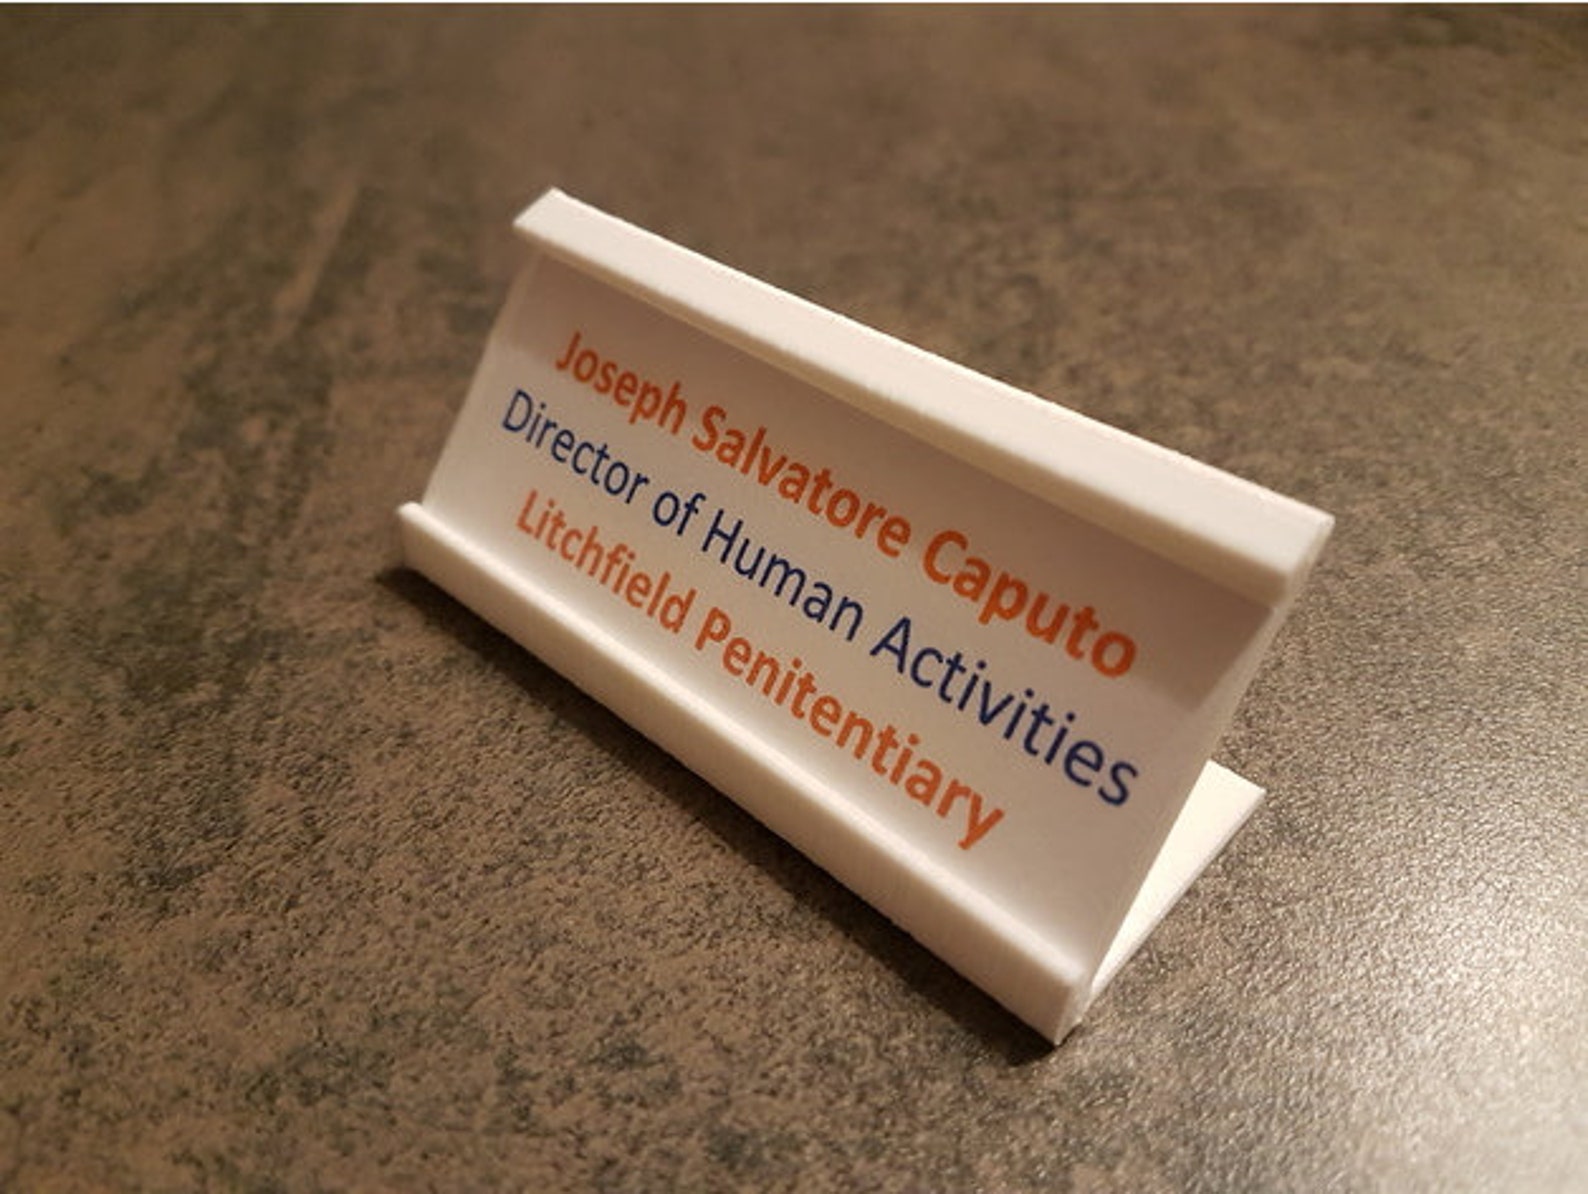 Joseph Salvatore Caputo
Director of Human Activities
Litchfield Penitentiary